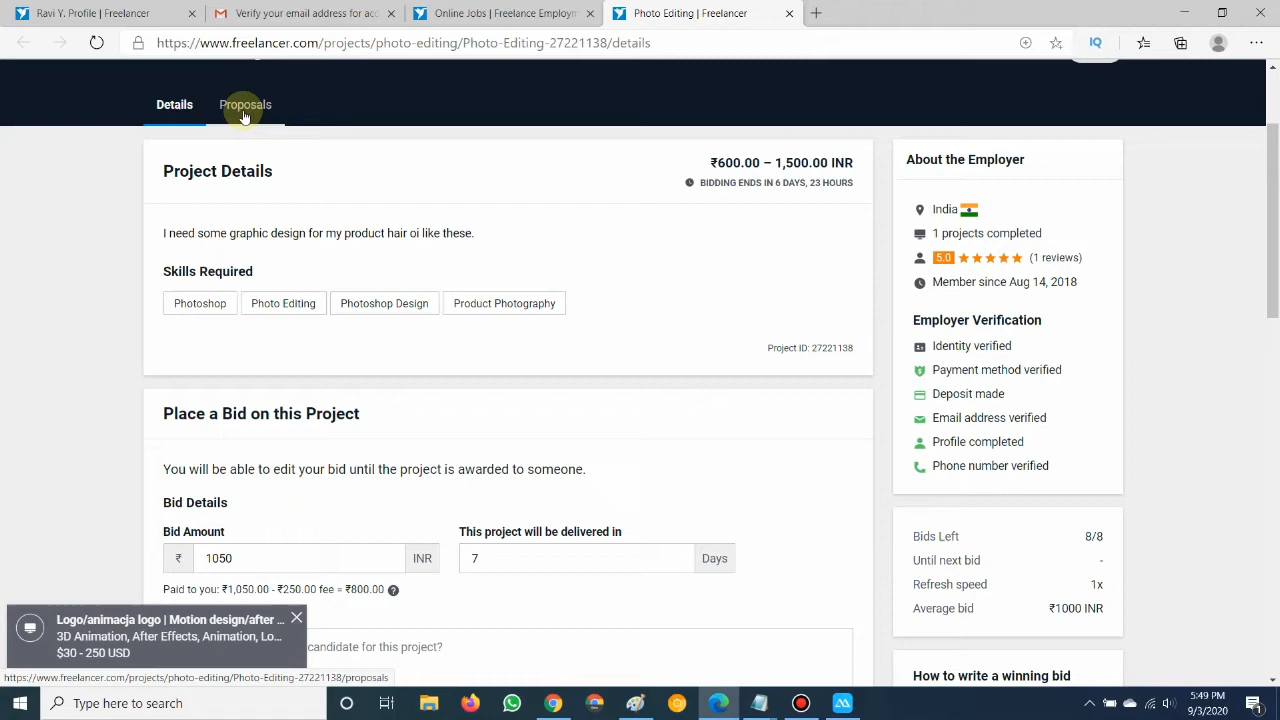 Ravi Y. Profile | Freelancer
Verify your email address for acc
Online Jobs | Freelance Employm
Photo Editing | Freelancer
https://www.freelancer.com/projects/photo-editing/Photo-Editing-27221138/details
IQ
Details
Proposals
Project Details
₹600.00 – 1,500.00 INR
BIDDING ENDS IN 6 DAYS, 23 HOURS
I need some graphic design for my product hair oi like these.
Skills Required
Photoshop
Photo Editing
Photoshop Design
Product Photography
Project ID: 27221138
About the Employer
India
1 projects completed
5.0
(1 reviews)
Member since Aug 14, 2018
Employer Verification
Identity verified
Payment method verified
Deposit made
Email address verified
Profile completed
Phone number verified
Place a Bid on this Project
You will be able to edit your bid until the project is awarded to someone.
Bid Details
Bid Amount
This project will be delivered in
₹ 1050 INR
7 Days
Paid to you: ₹1,050.00 - ₹250.00 fee = ₹800.00 ?
candidate for this project?
Bids Left 8/8
Until next bid -
Refresh speed 1x
Average bid ₹1000 INR
How to write a winning bid
Logo/animacja logo | Motion design/after ...
3D Animation, After Effects, Animation, Lo...
$30 - 250 USD
https://www.freelancer.com/projects/photo-editing/Photo-Editing-27221138/proposals
Type here to search
5:49 PM
9/3/2020